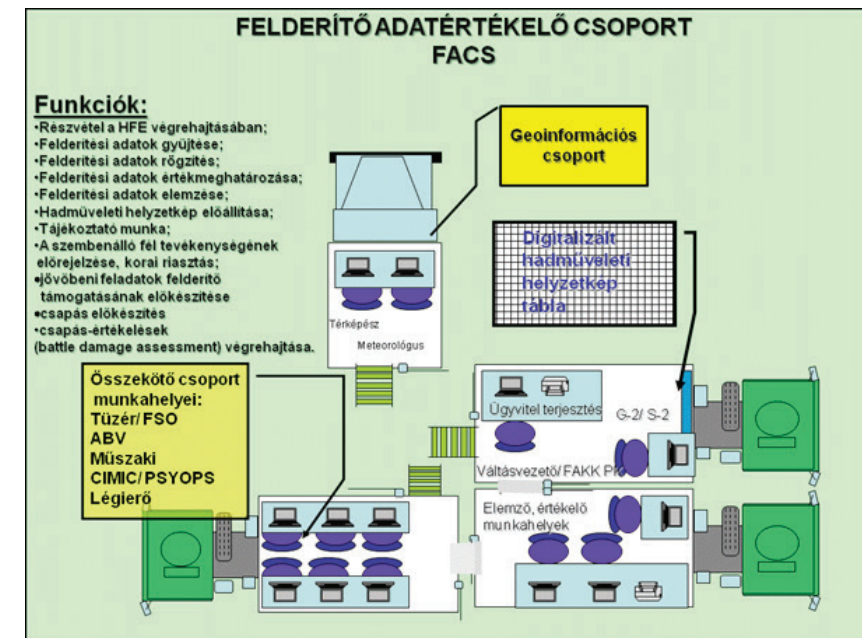 FELDERÍTŐ ADATÉRTÉKELŐ CSOPORT
FACS
Funkciók:
•Részvétel a HFE végrehajtásában;
•Felderítési adatok gyűjtése;
•Felderítési adatok rögzítés;
•Felderítési adatok értékmeghatározása;
•Felderítési adatok elemzése;
•Hadműveleti helyzetkép előállítása;
•Tájékoztató munka;
•A szembenálló fél tevékenységének
előrejelzése, korai riasztás;
•jövőbeni feladatok felderítő
támogatásának előkészítése
•csapás előkészítés
•csapás-értékelések
(battle damage assessment) végrehajtása.
Geoinformációs
csoport
Digitalizált
hadműveleti
helyzetkép
tábla
Térképész
Meteorológus
Összekötő csoport
munkahelyei:
Tüzér/ FSO
ABV
Műszaki
CIMIC/ PSYOPS
Légierő
Ügyvitel terjesztés
G-2/ S-2
Váltásvezető/ FAKK PK
Elemző, értékelő
munkahelyek